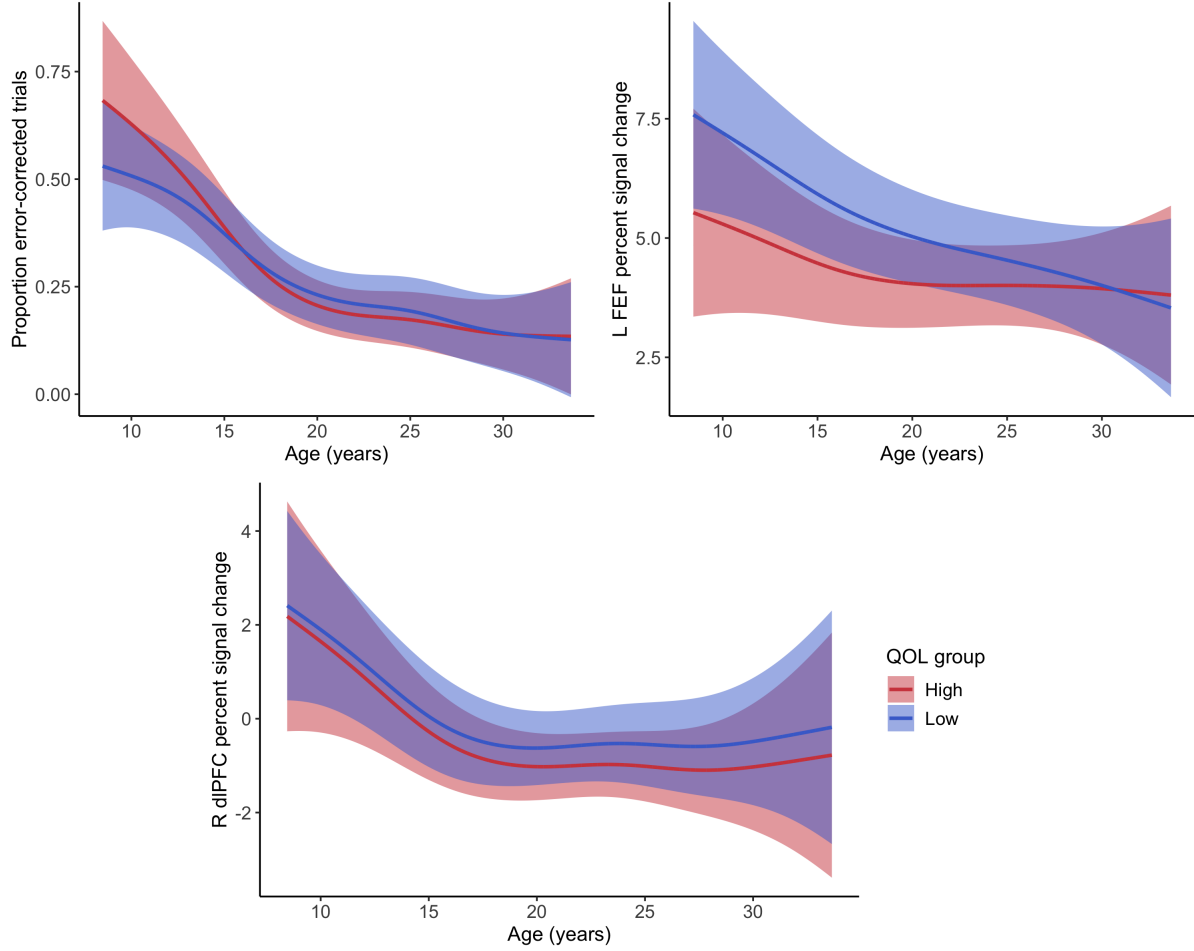 Proportion error-corrected trials
0.75
0.50
0.25
0.00
10 15 20 25 30
Age (years)
L FEF percent signal change
7.5
5.0
2.5
10 15 20 25 30
Age (years)
R dlPFC percent signal change
4
2
0
-2
10 15 20 25 30
Age (years)
QOL group
High
Low